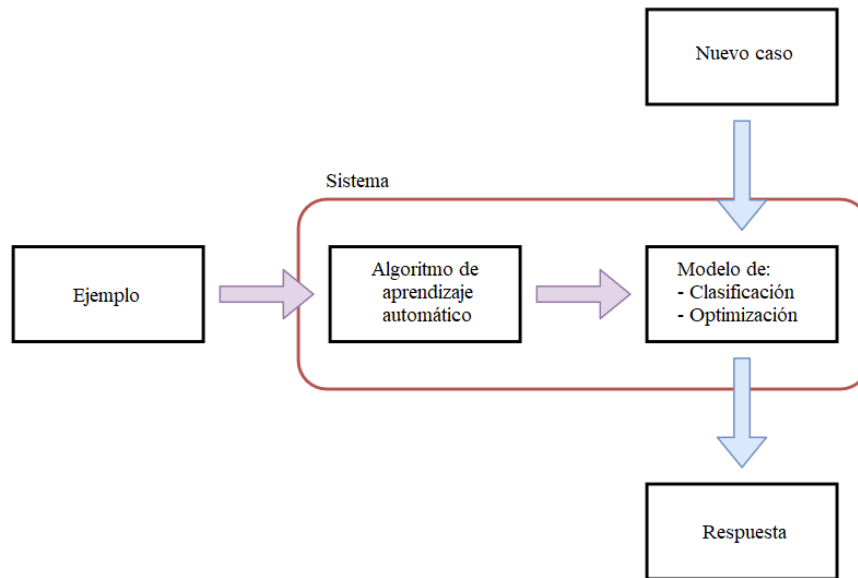 Nuevo caso
Sistema
Ejemplo
Algoritmo de
aprendizaje
automático
Modelo de:
- Clasificación
- Optimización
Respuesta